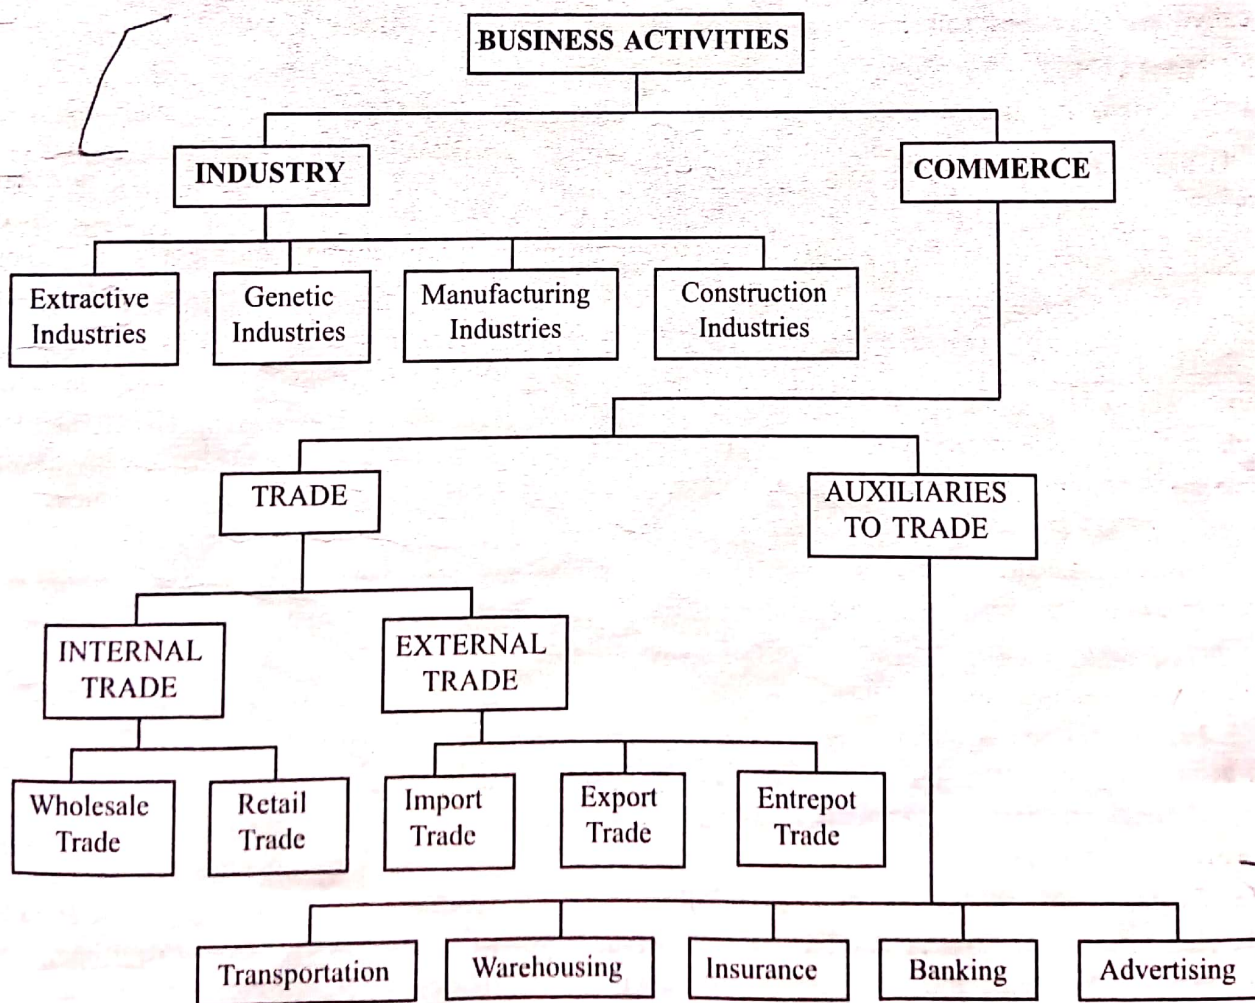 BUSINESS ACTIVITIES
INDUSTRY
COMMERCE
Extractive
Industries
Genetic
Industries
Manufacturing
Industries
Construction
Industries
TRADE
AUXILIARIES
TO TRADE
INTERNAL
TRADE
EXTERNAL
TRADE
Wholesale
Trade
Retail
Trade
Import
Trade
Export
Trade
Entrepot
Trade
Transportation
Warehousing
Insurance
Banking
Advertising